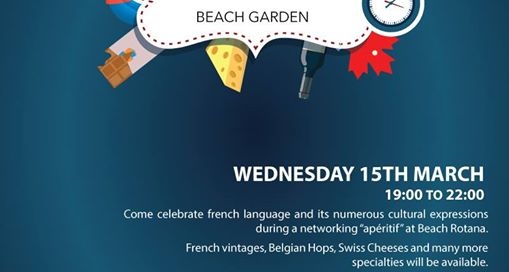 BEACH GARDEN
WEDNESDAY 15TH MARCH
19:00 TO 22:00
Come celebrate french language and its numerous cultural expressions
during a networking "apéritif" at Beach Rotana.
French vintages, Belgian Hops, Swiss Cheeses and many more
specialties will be available.